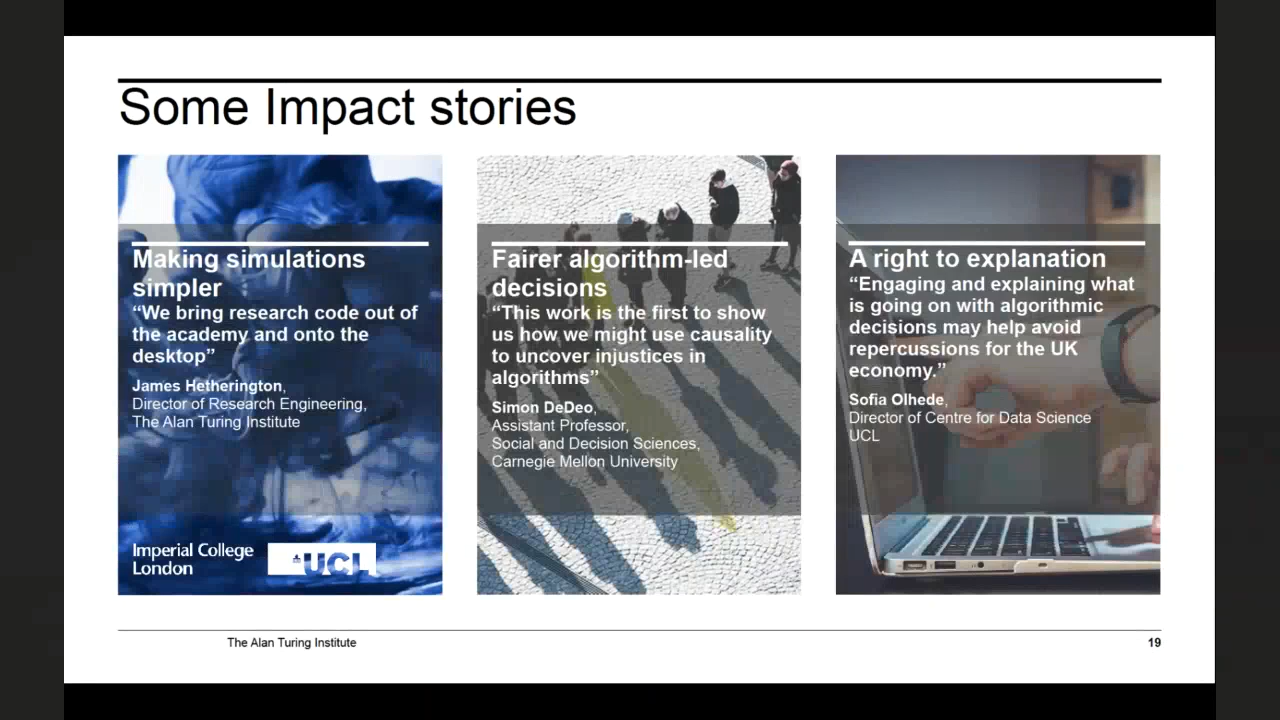 Some Impact stories
Making simulations
simpler
“We bring research code out of
the academy and onto the
desktop”
James Hetherington,
Director of Research Engineering,
The Alan Turing Institute
Imperial College
London
UCL
Fairer algorithm-led
decisions
“This work is the first to show
us how we might use causality
to uncover injustices in
algorithms”
Simon DeDeo,
Assistant Professor,
Social and Decision Sciences,
Carnegie Mellon University
A right to explanation
“Engaging and explaining what
is going on with algorithmic
decisions may help avoid
repercussions for the UK
economy.”
Sofia Olhede,
Director of Centre for Data Science
UCL
The Alan Turing Institute
19